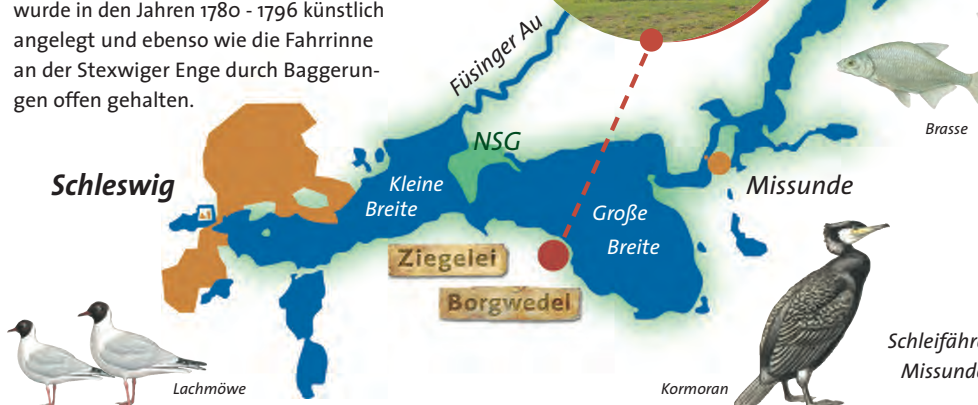 wurde in den Jahren 1780 - 1796 künstlich
angelegt und ebenso wie die Fahrrinne
an der Stexwiger Enge durch Baggerun-
gen offen gehalten.
Füsinger Au
Brasse
NSG
Schleswig
Kleine
Breite
Missunde
Große
Breite
Ziegelei
Borgwedel
Schleifähr
Missund
Lachmöwe
Kormoran